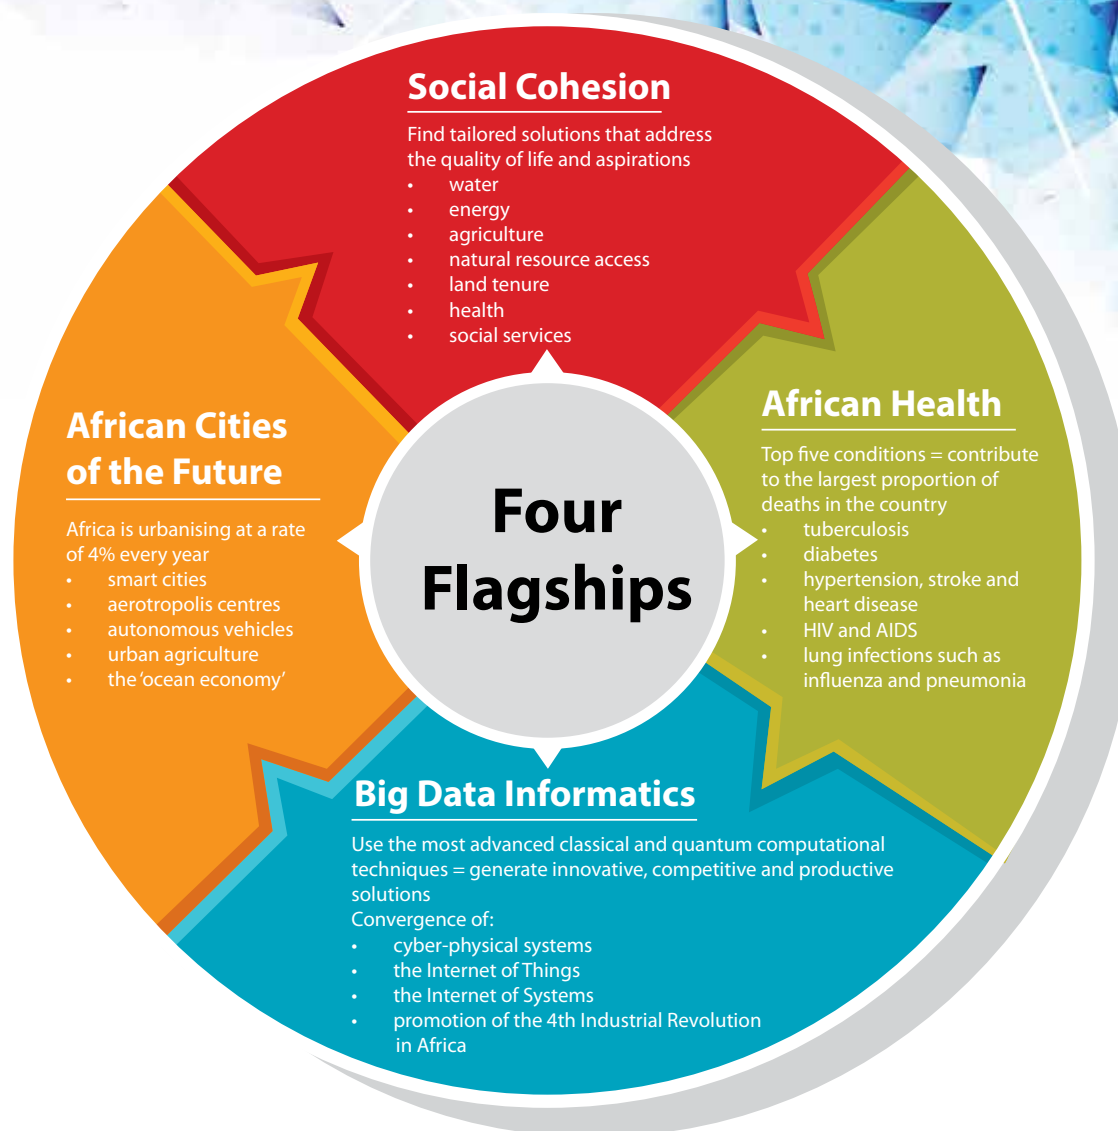 Social Cohesion
Find tailored solutions that address
the quality of life and aspirations
• water
• energy
• agriculture
• natural resource access
• land tenure
• health
• social services
African Health
Top five conditions = contribute
to the largest proportion of
deaths in the country
• tuberculosis
• diabetes
• hypertension, stroke and
heart disease
• HIV and AIDS
• lung infections such as
influenza and pneumonia
African Cities
of the Future
Africa is urbanising at a rate
of 4% every year
• smart cities
• aerotropolis centres
• autonomous vehicles
• urban agriculture
• the ‘ocean economy’
Four
Flagships
Big Data Informatics
Use the most advanced classical and quantum computational
techniques = generate innovative, competitive and productive
solutions
Convergence of:
• cyber-physical systems
• the Internet of Things
• the Internet of Systems
• promotion of the 4th Industrial Revolution
in Africa